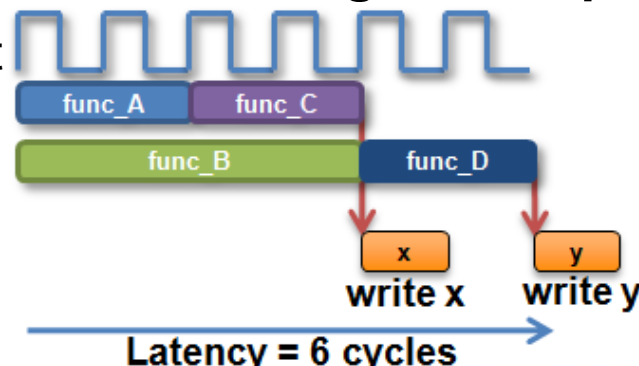 func_A func_C
func_B func_D
x y
write x write y
Latency = 6 cycles